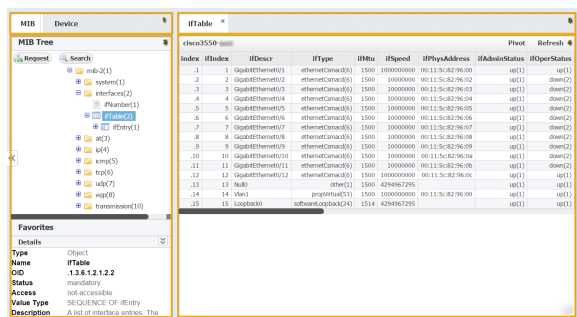 MIB Device
MIB Tree
Request Search
mib-2(1)
system(1)
interfaces(2)
ifNumber(1)
ifTable(2)
ifEntry(1)
at(3)
ip(4)
icmp(5)
tcp(6)
udp(7)
egp(8)
transmission(10)
Favorites
Details
Type Object
Name ifTable
OID .1.3.6.1.2.1.2.2
Status mandatory
Access not-accessible
Value Type SEQUENCE OF ifEntry
Description A list of interface entries. The
ifTable ×
cisco3550- Pivot Refresh
index ifIndex ifDescr ifType ifMtu ifSpeed ifPhysAddress ifAdminStatus ifOperStatus
.1 1 GigabitEthernet0/1 ethernetCsmacd(6) 1500 1000000000 00:11:5c:82:96:01 up(1) up(1)
.2 2 GigabitEthernet0/2 ethernetCsmacd(6) 1500 10000000 00:11:5c:82:96:02 up(1) down(2)
.3 3 GigabitEthernet0/3 ethernetCsmacd(6) 1500 10000000 00:11:5c:82:96:03 up(1) down(2)
.4 4 GigabitEthernet0/4 ethernetCsmacd(6) 1500 10000000 00:11:5c:82:96:04 up(1) down(2)
.5 5 GigabitEthernet0/5 ethernetCsmacd(6) 1500 10000000 00:11:5c:82:96:05 up(1) down(2)
.6 6 GigabitEthernet0/6 ethernetCsmacd(6) 1500 10000000 00:11:5c:82:96:06 up(1) down(2)
.7 7 GigabitEthernet0/7 ethernetCsmacd(6) 1500 10000000 00:11:5c:82:96:07 up(1) down(2)
.8 8 GigabitEthernet0/8 ethernetCsmacd(6) 1500 10000000 00:11:5c:82:96:08 up(1) down(2)
.9 9 GigabitEthernet0/9 ethernetCsmacd(6) 1500 10000000 00:11:5c:82:96:09 up(1) down(2)
.10 10 GigabitEthernet0/10 ethernetCsmacd(6) 1500 10000000 00:11:5c:82:96:0a up(1) down(2)
.11 11 GigabitEthernet0/11 ethernetCsmacd(6) 1500 10000000 00:11:5c:82:96:0b up(1) down(2)
.12 12 GigabitEthernet0/12 ethernetCsmacd(6) 1500 1000000000 00:11:5c:82:96:0c up(1) up(1)
.13 13 Null0 other(1) 1500 4294967295 up(1) up(1)
.14 14 Vlan1 propVirtual(53) 1500 1000000000 00:11:5c:82:96:00 up(1) up(1)
.15 15 Loopback0 softwareLoopback(24) 1514 4294967295 up(1) up(1)